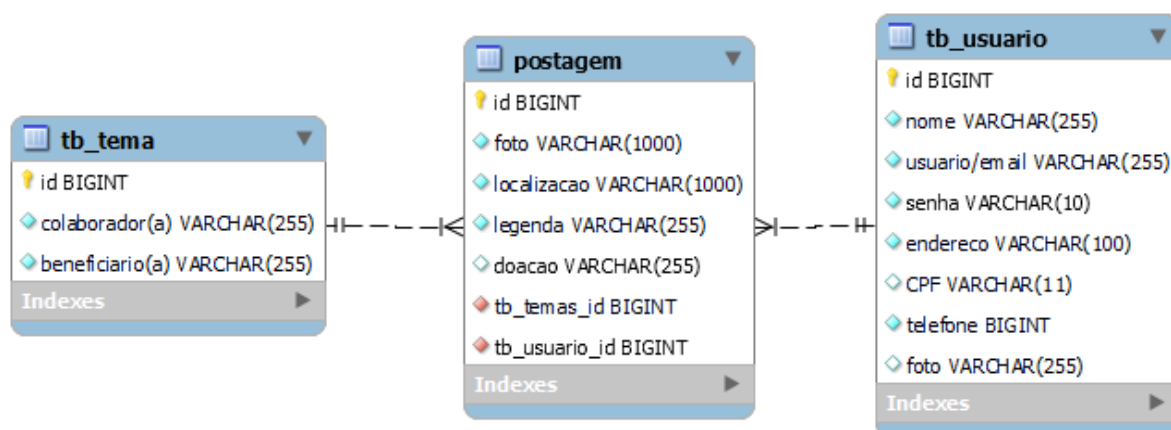 tb_tema
id BIGINT
colaborador(a) VARCHAR(255)
beneficiario(a) VARCHAR(255)
Indexes
postagem
id BIGINT
foto VARCHAR(1000)
localizacao VARCHAR(1000)
legenda VARCHAR(255)
doacao VARCHAR(255)
tb_temas_id BIGINT
tb_usuario_id BIGINT
Indexes
tb_usuario
id BIGINT
nome VARCHAR(255)
usuario/email VARCHAR(255)
senha VARCHAR(10)
endereco VARCHAR(100)
CPF VARCHAR(11)
telefone BIGINT
foto VARCHAR(255)
Indexes